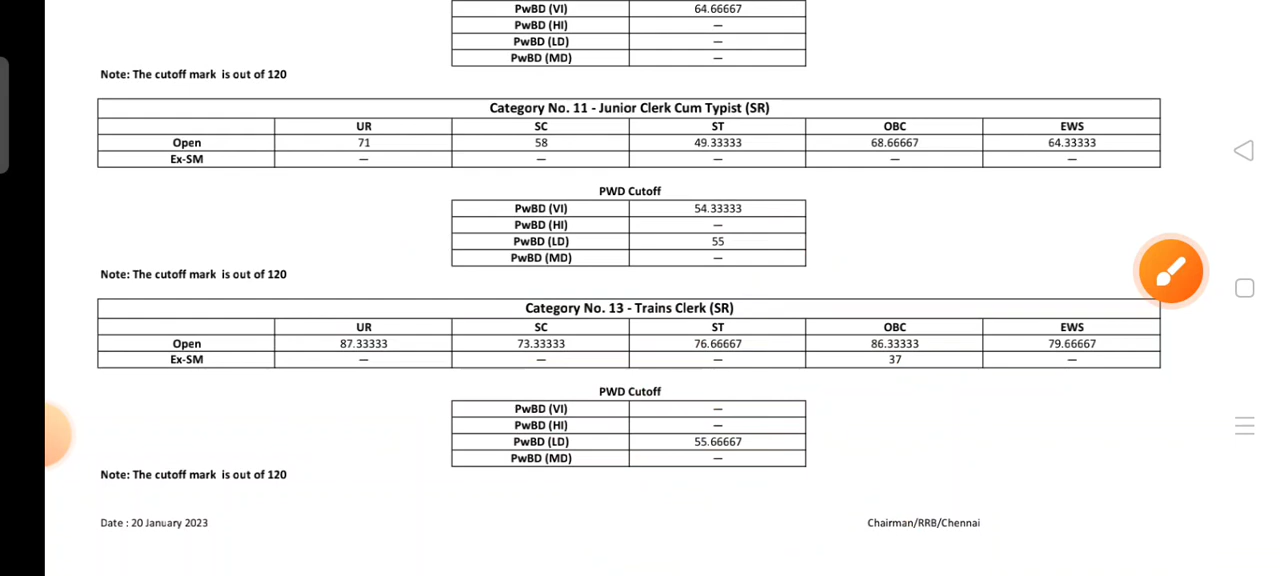 PwBD (VI) 64.66667
PwBD (HI) —
PwBD (LD) —
PwBD (MD) —
Note: The cutoff mark is out of 120
Category No. 11 - Junior Clerk Cum Typist (SR)
UR SC ST OBC EWS
Open 71 58 49.33333 68.66667 64.33333
Ex-SM — — — — —
PWD Cutoff
PwBD (VI) 54.33333
PwBD (HI) —
PwBD (LD) 55
PwBD (MD) —
Note: The cutoff mark is out of 120
Category No. 13 - Trains Clerk (SR)
UR SC ST OBC EWS
Open 87.33333 73.33333 76.66667 86.33333 79.66667
Ex-SM — — — 37 —
PWD Cutoff
PwBD (VI) —
PwBD (HI) —
PwBD (LD) 55.66667
PwBD (MD) —
Note: The cutoff mark is out of 120
Date : 20 January 2023 Chairman/RRB/Chennai